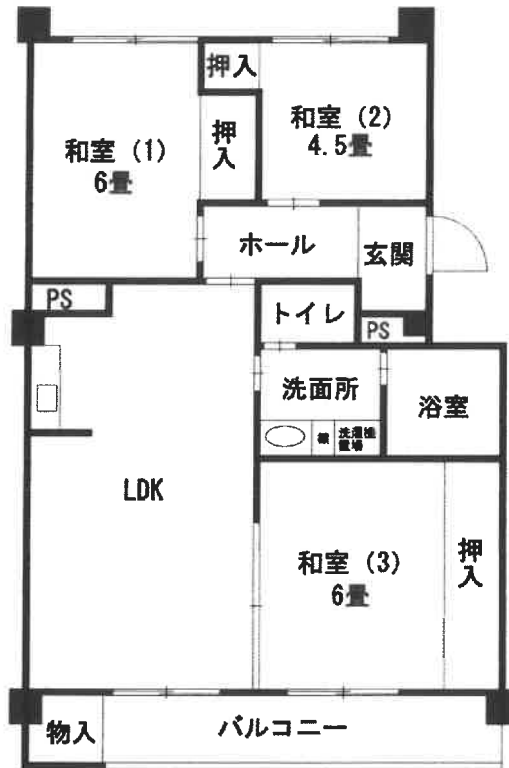 押入
和室（2）
4.5畳
和室（1）
6畳
押
入
ホール
玄関
PS
トイレ
PS
洗面所
浴室
棚
洗濯機
置場
LDK
和室（3）
6畳
押
入
物入
バルコニー